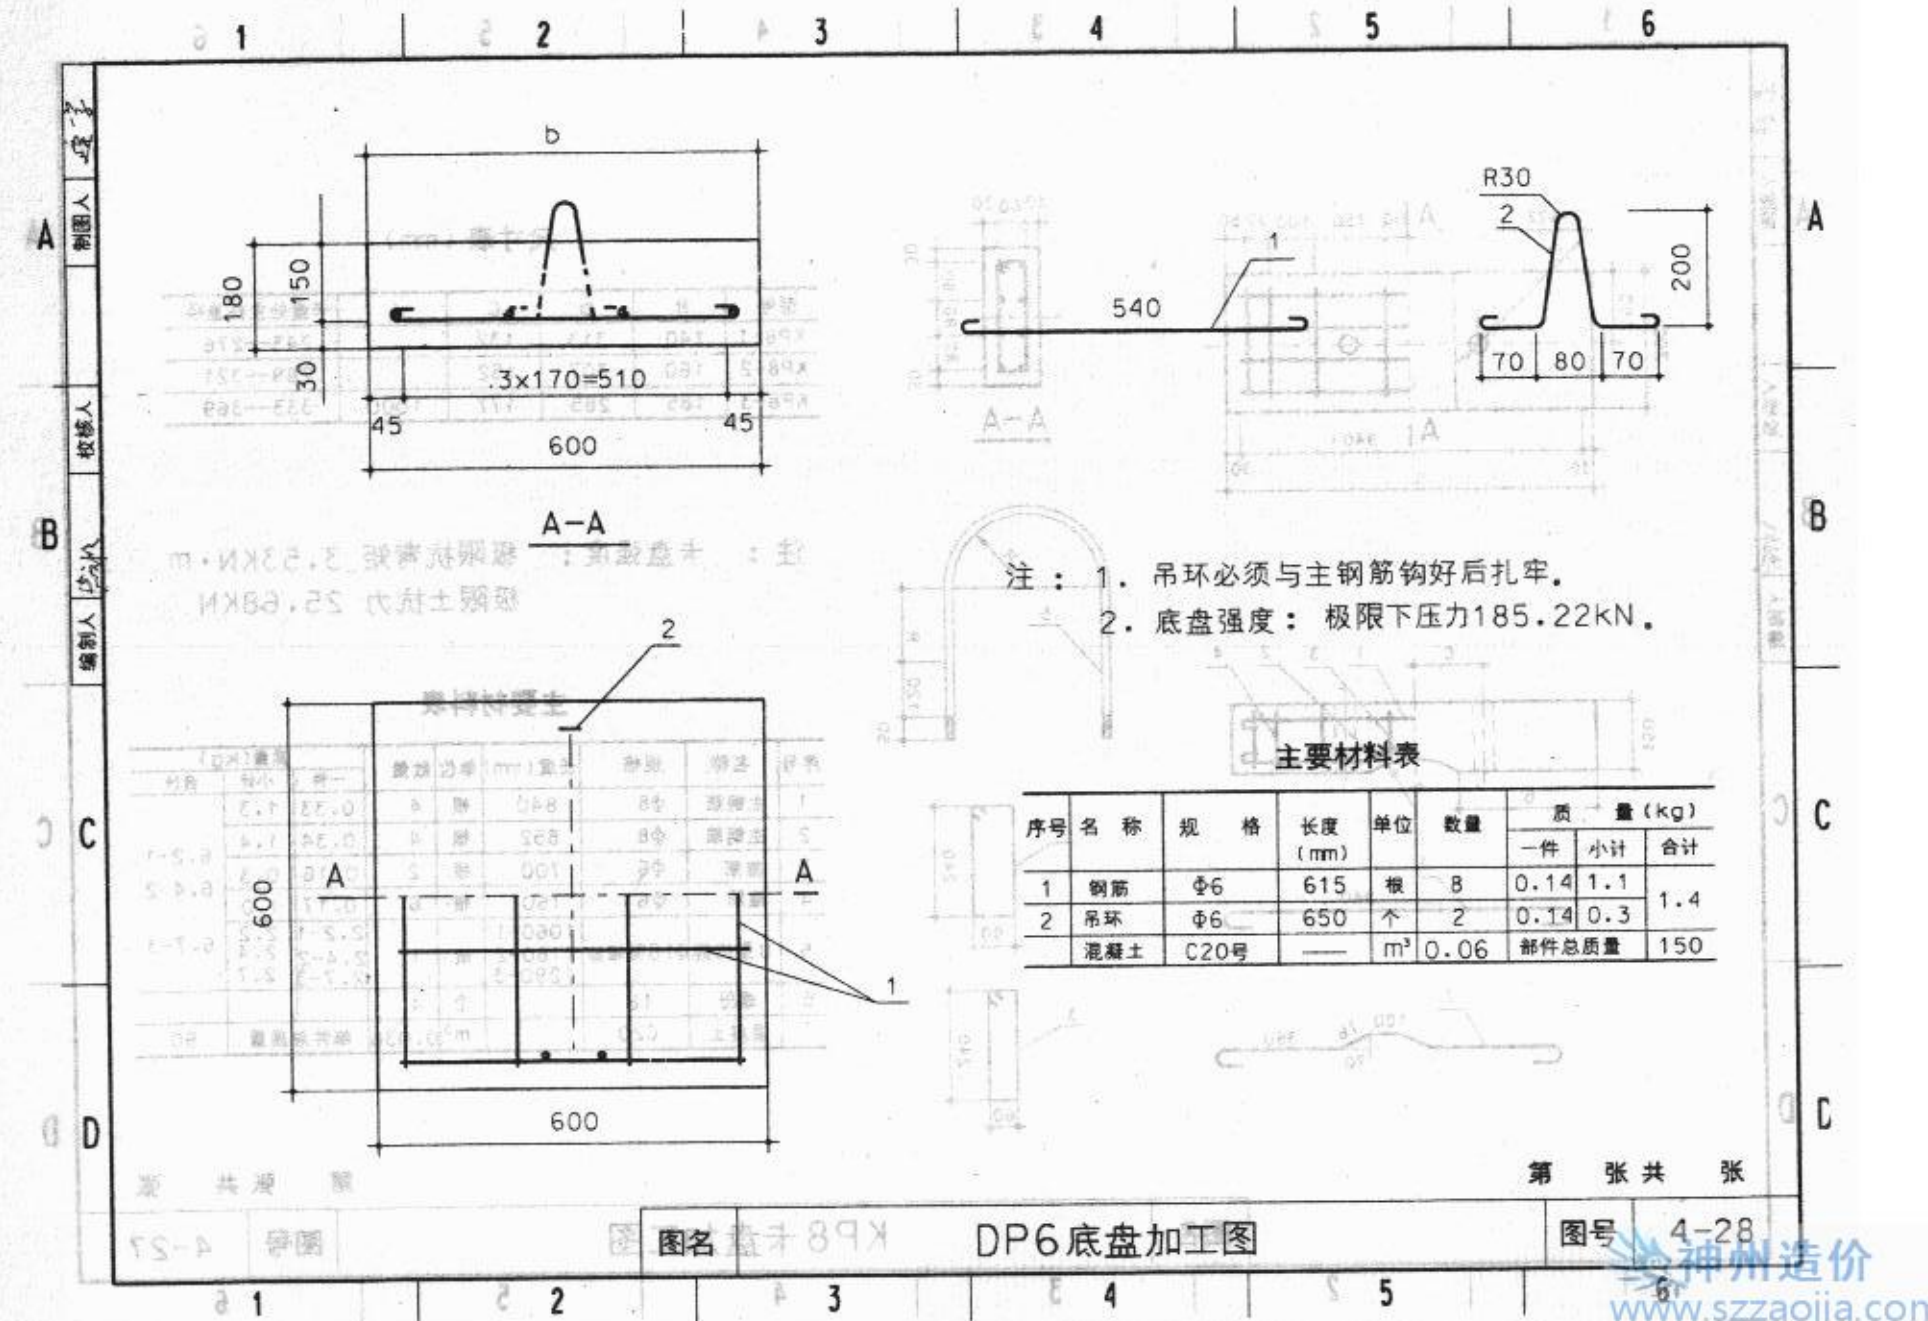 1 2 3 4 5 6
制图人
校核人
编制人
A
B
C
D
A
B
C
D
b
180
150
30
3x170=510
45
45
600
A-A
1
540
R30
2
200
70 80 70
注：1. 吊环必须与主钢筋钩好后扎牢。
2. 底盘强度：极限下压力185.22kN。
2
600
A A
1
600
主要材料表
序号 名 称 规 格 长度(mm) 单位 数量 质 量(kg)
一件 小计 合计
1 钢筋 Φ6 615 根 8 0.14 1.1 1.4
2 吊环 Φ6 650 个 2 0.14 0.3
混凝土 C20号 —— m³ 0.06 部件总质量 150
第 张 共 张
图名 DP6底盘加工图 图号 4-28
1 2 3 4 5 6
神州造价
www.szzaojia.com